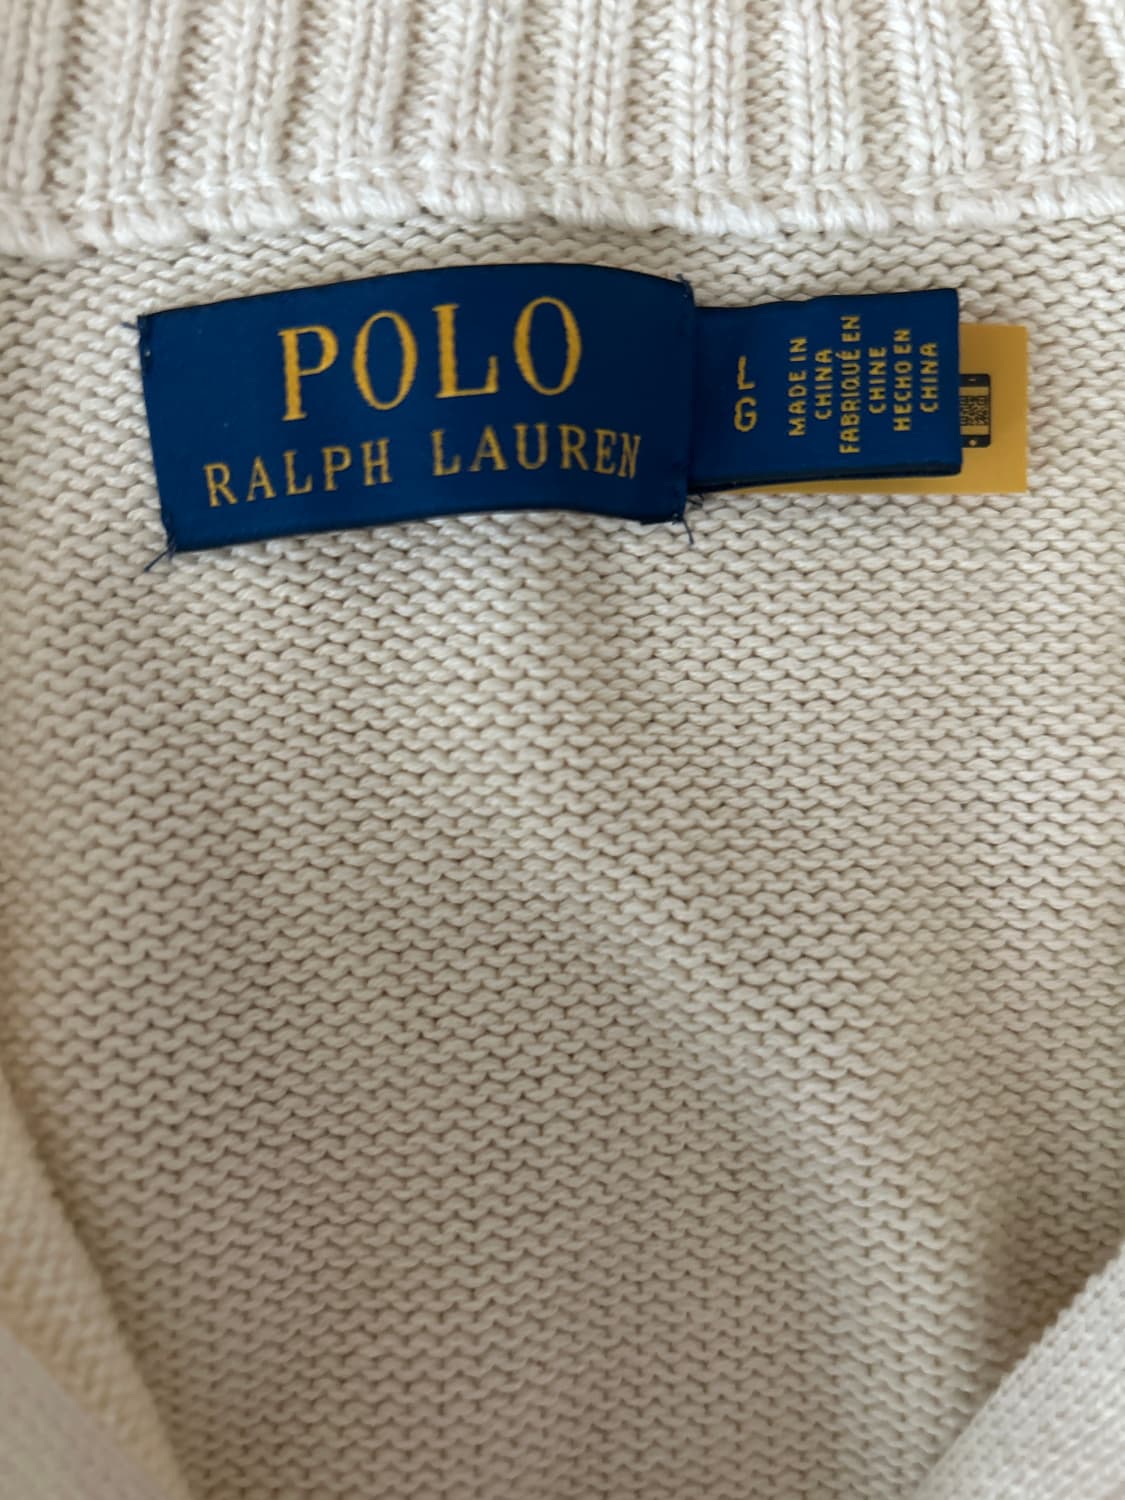 POLO
RALPH LAUREN
L
G
MADE IN
CHINA
FABRIQUÉ EN
CHINE
HECHO EN
CHINA